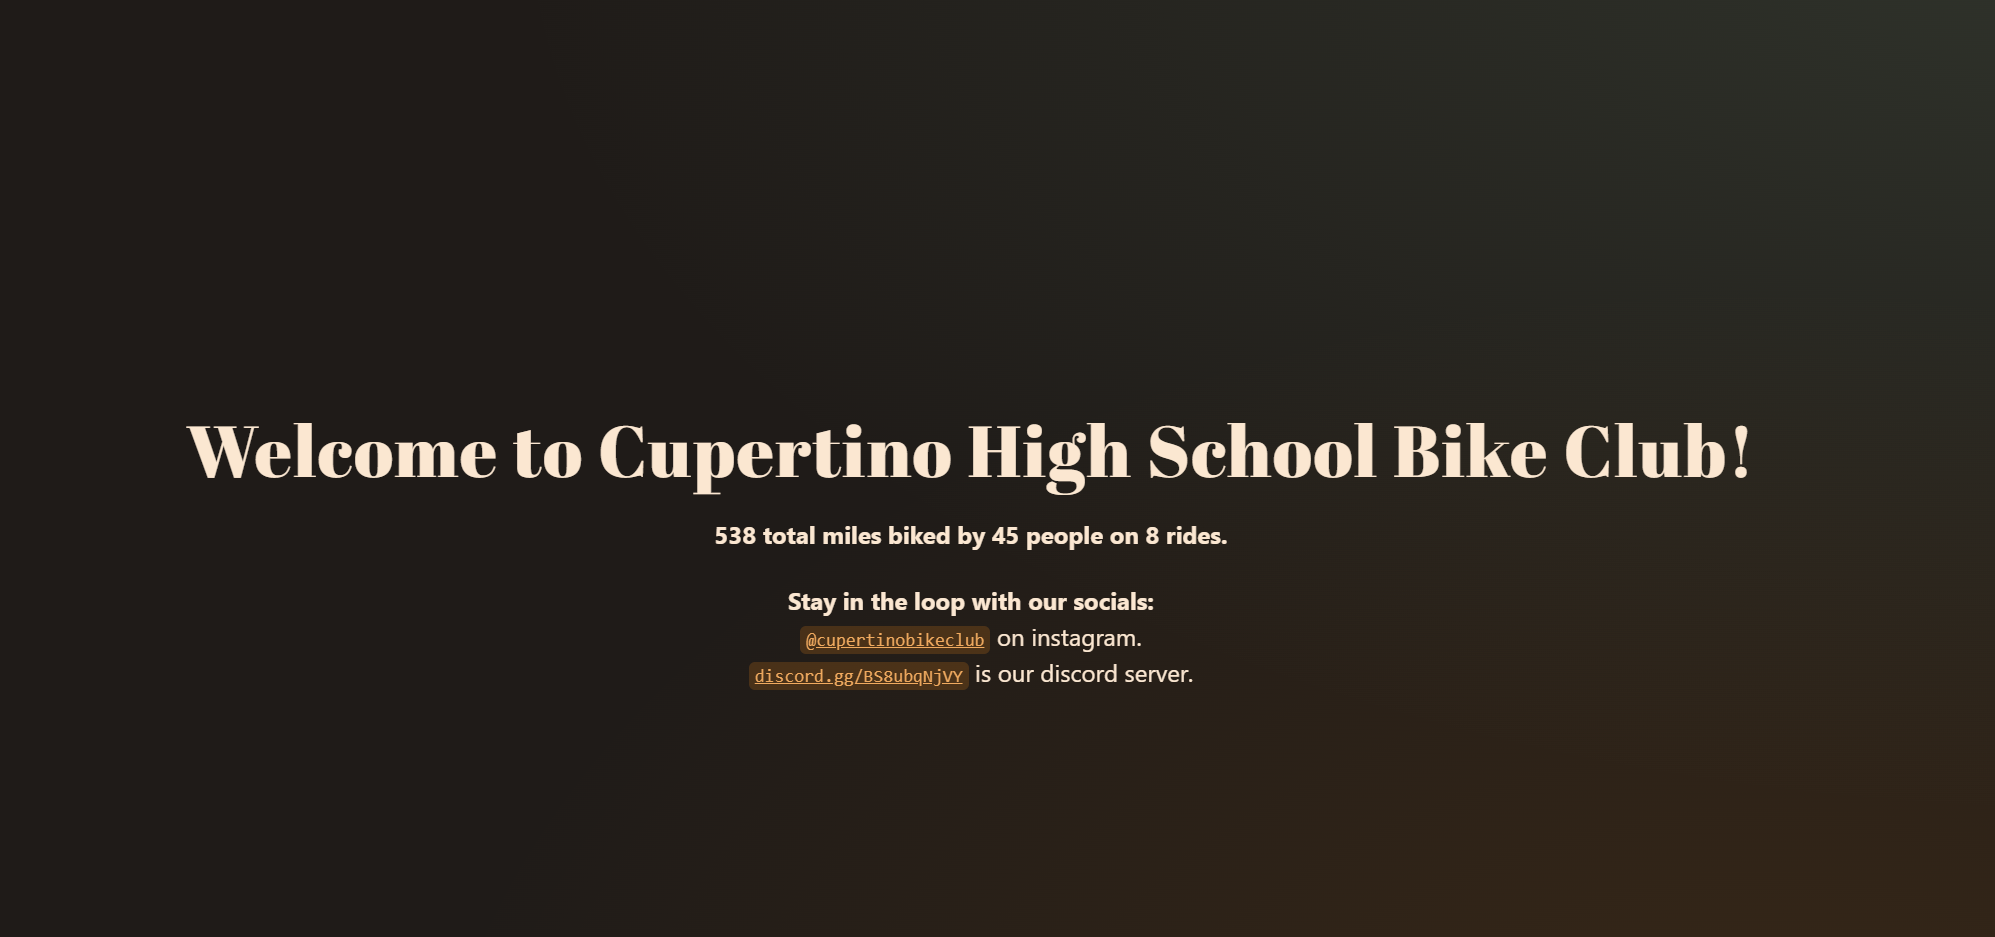 Welcome to Cupertino High School Bike Club!
538 total miles biked by 45 people on 8 rides.
Stay in the loop with our socials:
@cupertinobikeclub on instagram.
discord.gg/BS8ubqNjVY is our discord server.